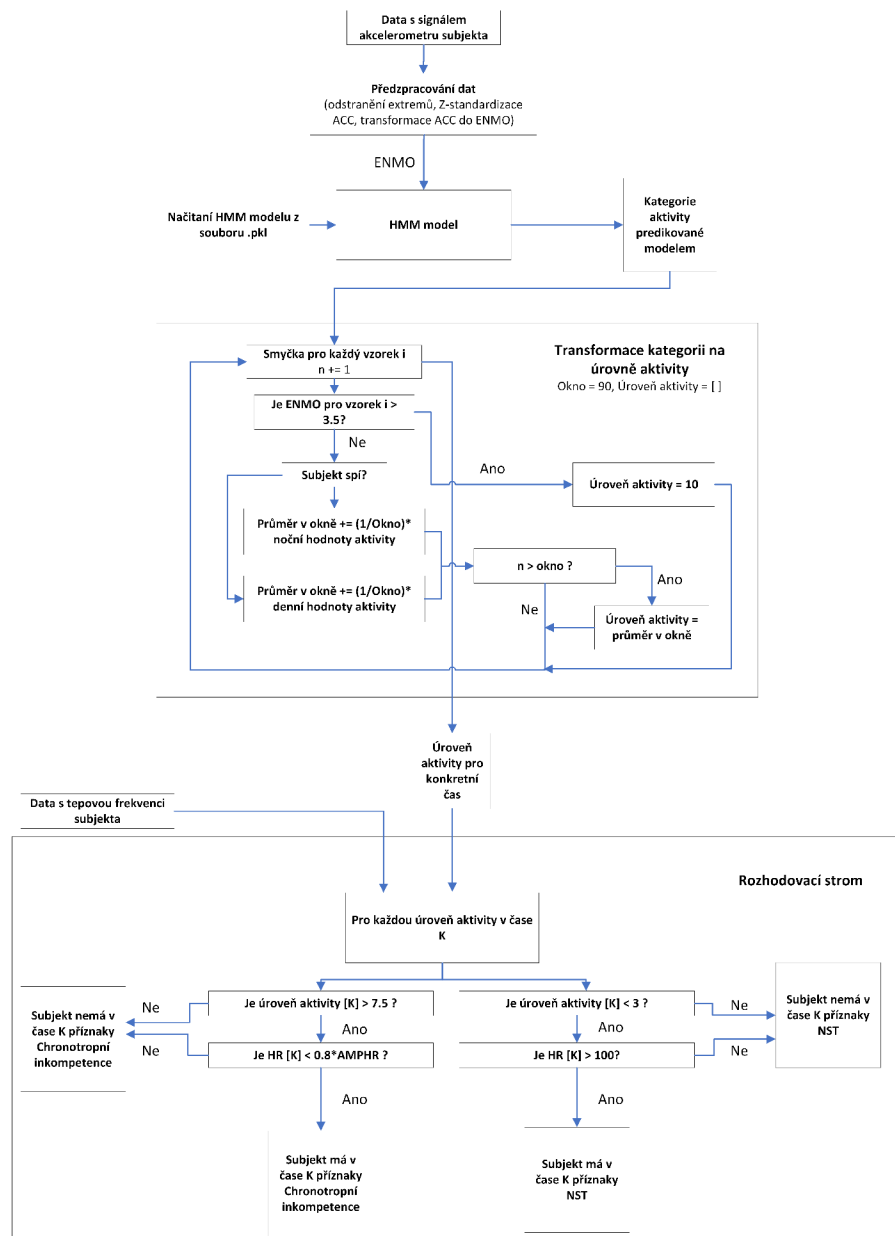 Data s signálem
akcelerometru subjekta
Předzpracování dat
(odstranění extremů, Z-standardizace
ACC, transformace ACC do ENMO)
ENMO
Načitaní HMM modelu z
souboru .pkl
HMM model
Kategorie
aktivity
predikované
modelem
Transformace kategorii na
úrovně aktivity
Okno = 90, Úroveň aktivity = [ ]
Smyčka pro každý vzorek i
n += 1
Je ENMO pro vzorek i >
3.5?
Ne
Ano
Subjekt spí?
Úroveň aktivity = 10
Průměr v okně += (1/Okno)*
noční hodnoty aktivity
n > okno ?
Ano
Průměr v okně += (1/Okno)*
denní hodnoty aktivity
Ne
Úroveň aktivity =
průměr v okně
Úroveň
aktivity pro
konkretní
čas
Data s tepovou frekvencí
subjekta
Rozhodovací strom
Pro každou úroveň aktivity v čase
K
Subjekt nemá v
čase K příznaky
Chronotropní
inkompetence
Ne
Je úroveň aktivity [K] > 7.5 ?
Ano
Ne
Je HR [K] < 0.8*AMPHR ?
Ano
Subjekt má v
čase K příznaky
Chronotropní
inkompetence
Je úroveň aktivity [K] < 3 ?
Ne
Ano
Je HR [K] > 100?
Ne
Ano
Subjekt nemá v
čase K příznaky
NST
Subjekt má v
čase K příznaky
NST